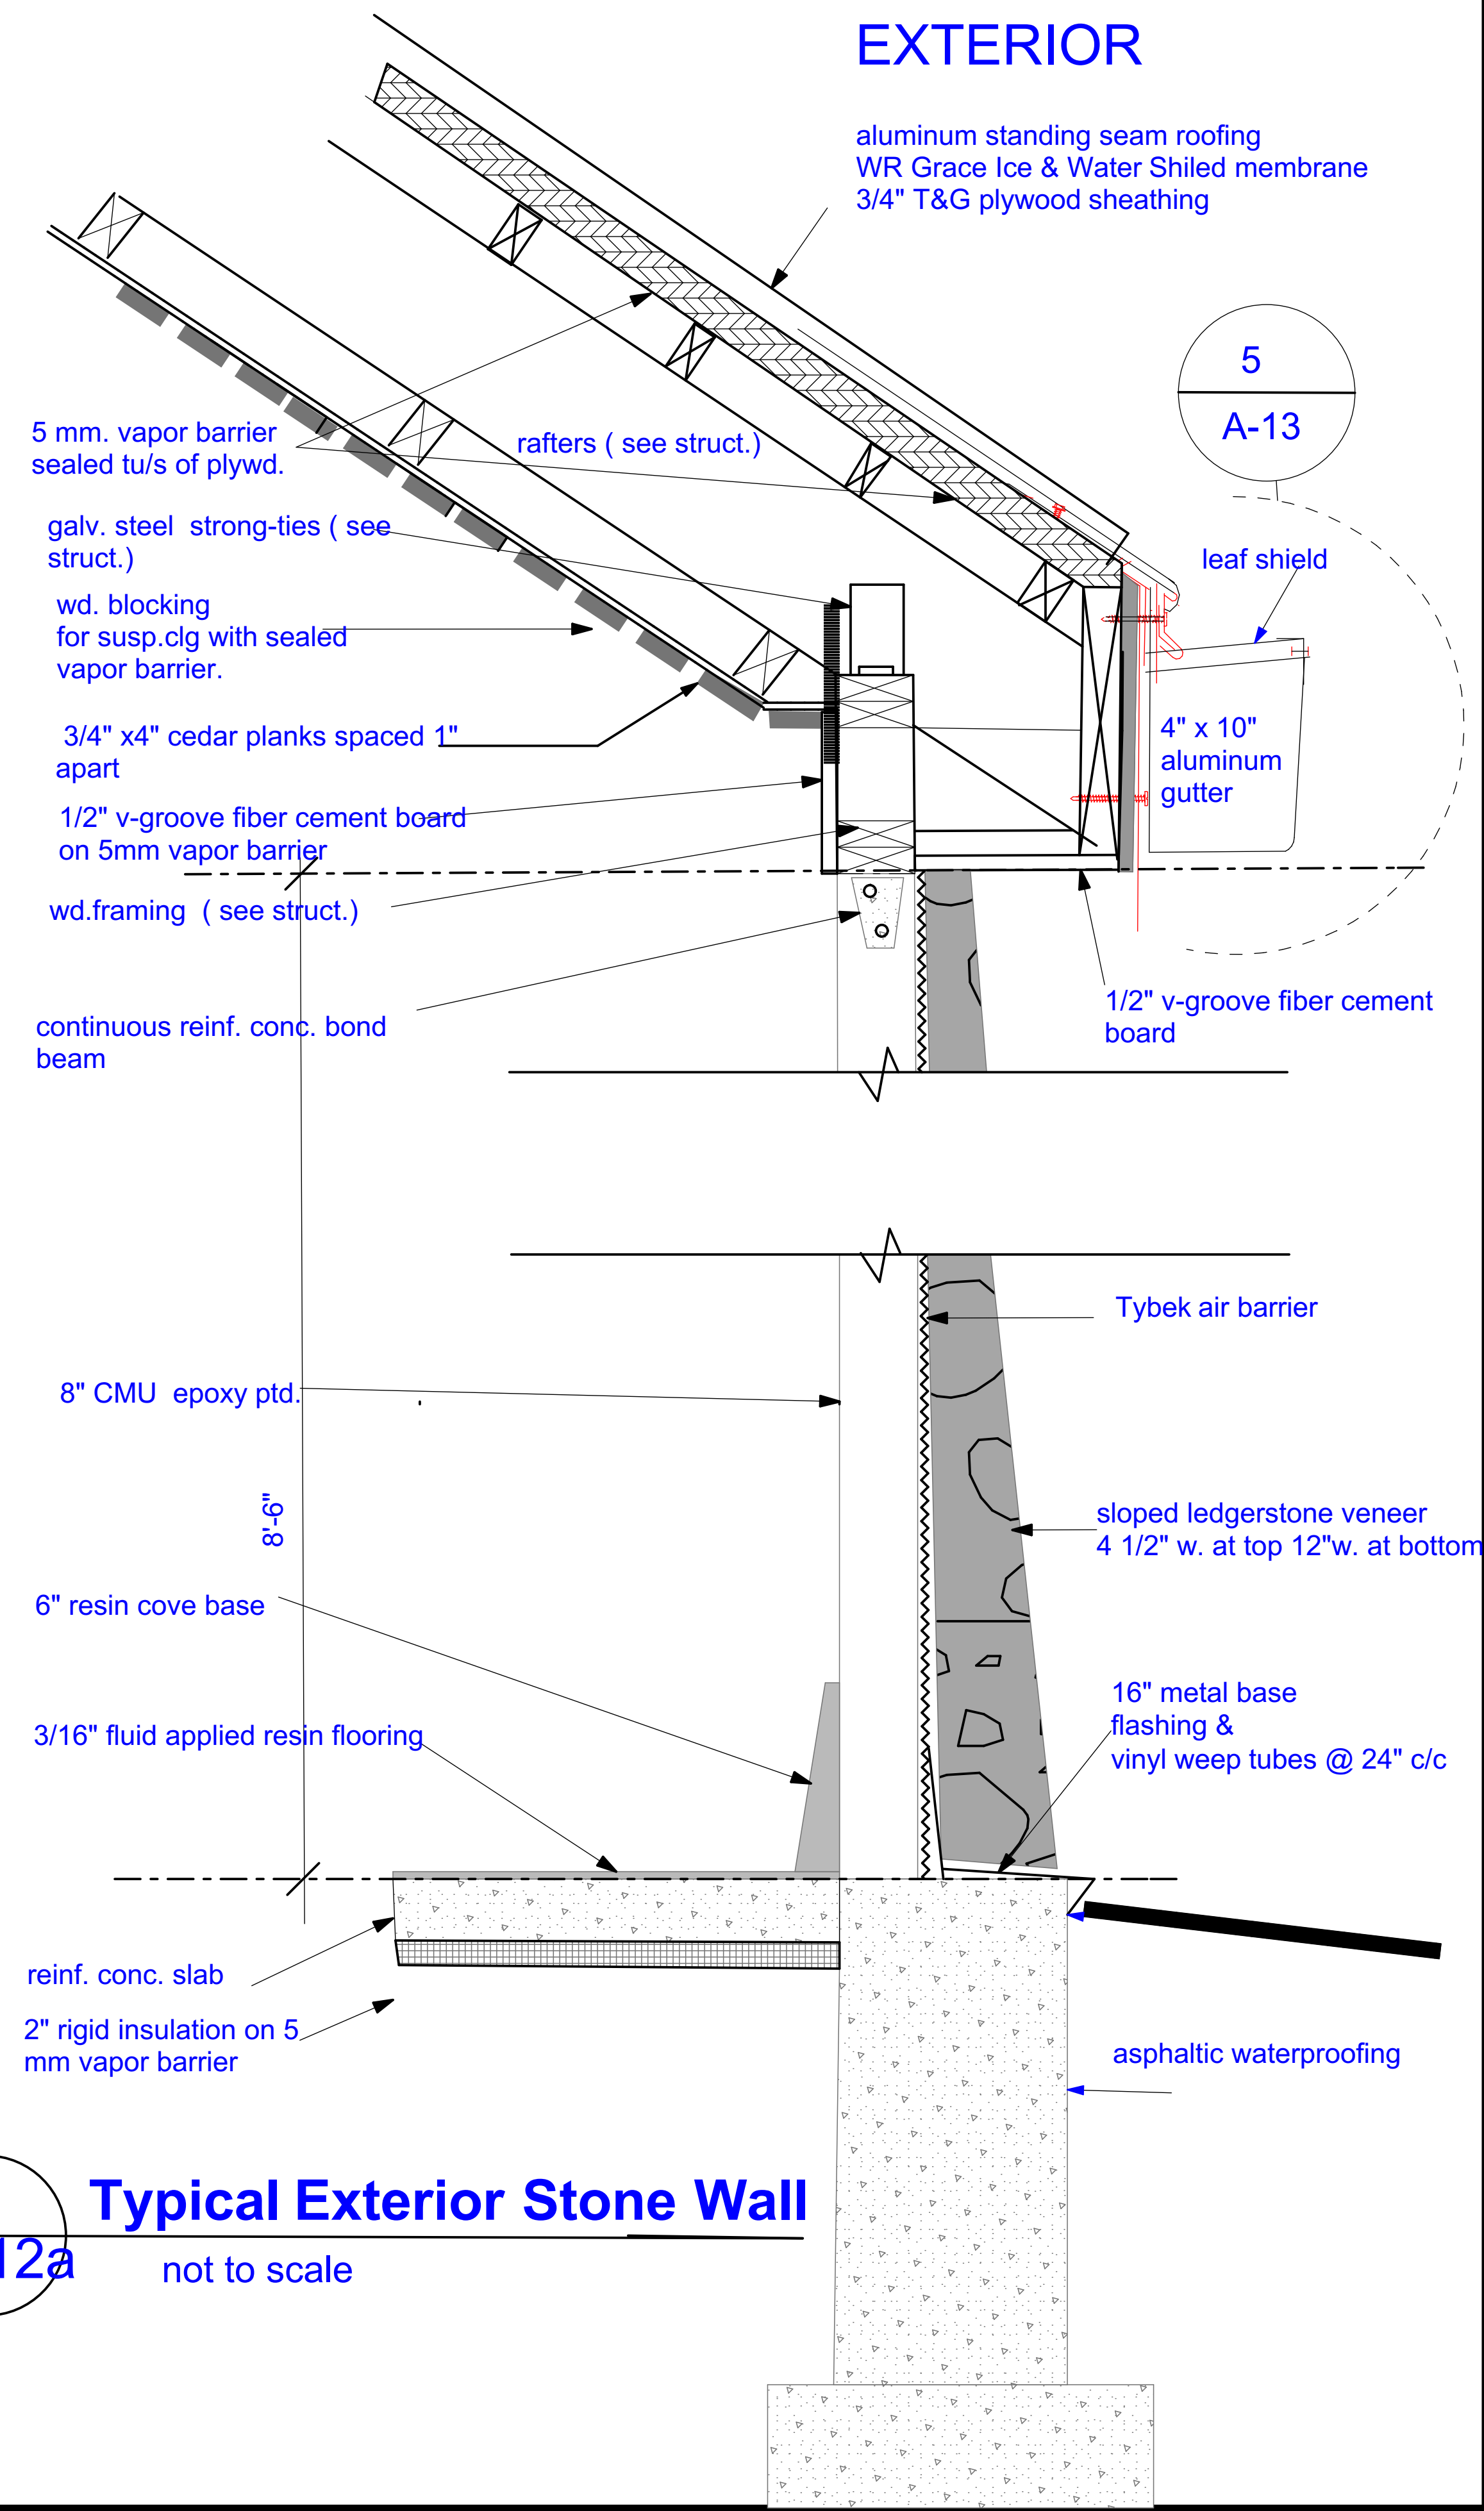 EXTERIOR
aluminum standing seam roofing
WR Grace Ice & Water Shiled membrane
3/4" T&G plywood sheathing
5
A-13
5 mm. vapor barrier
sealed tu/s of plywd.
rafters ( see struct.)
galv. steel strong-ties ( see
struct.)
leaf shield
wd. blocking
for susp.clg with sealed
vapor barrier.
3/4" x4" cedar planks spaced 1"
apart
4" x 10"
aluminum
gutter
1/2" v-groove fiber cement board
on 5mm vapor barrier
wd.framing ( see struct.)
1/2" v-groove fiber cement
board
continuous reinf. conc. bond
beam
Tybek air barrier
8" CMU epoxy ptd.
8'-6"
sloped ledgerstone veneer
4 1/2" w. at top 12"w. at bottom
6" resin cove base
16" metal base
flashing &
vinyl weep tubes @ 24" c/c
3/16" fluid applied resin flooring
reinf. conc. slab
2" rigid insulation on 5
mm vapor barrier
asphaltic waterproofing
Typical Exterior Stone Wall
12a
not to scale